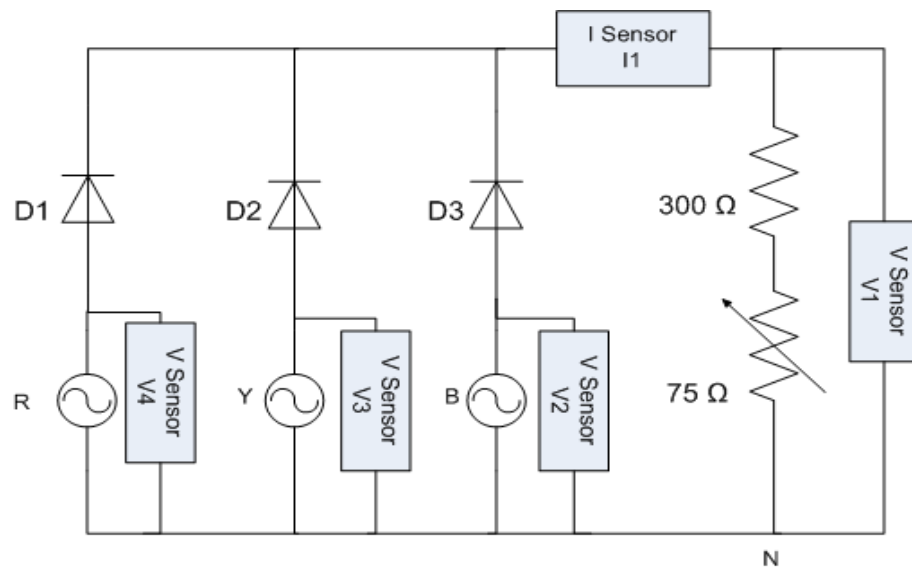 I Sensor
I1
D1
D2
D3
300 Ω
V Sensor
V1
R
V Sensor
V4
Y
V Sensor
V3
B
V Sensor
V2
75 Ω
N